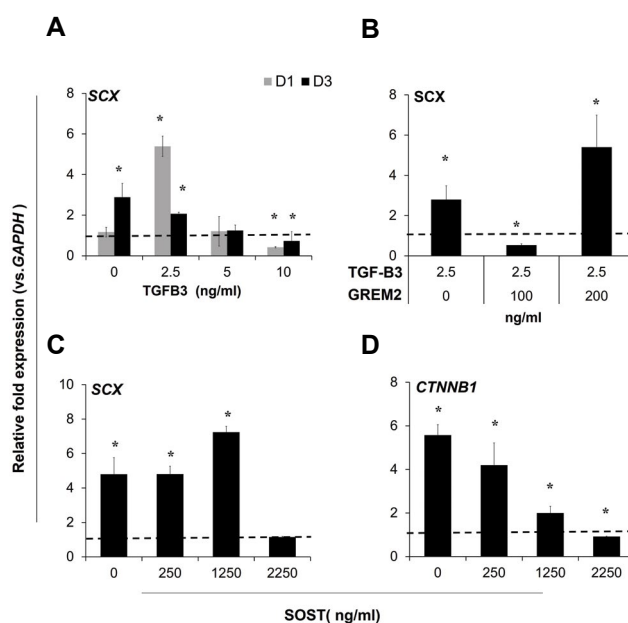 A
B
SCX
D1 D3
SCX
8
6
4
2
0
* * * * *
8
6
4
2
0
* * *
0 2.5 5 10
TGFB3 (ng/ml)
TGF-B3 2.5 2.5 2.5
GREM2 0 100 200
ng/ml
Relative fold expression (vs.GAPDH )
C
D
SCX
CTNNB1
10
8
6
4
2
0
* * *
8
6
4
2
0
* * * *
0 250 1250 2250
0 250 1250 2250
SOST( ng/ml)